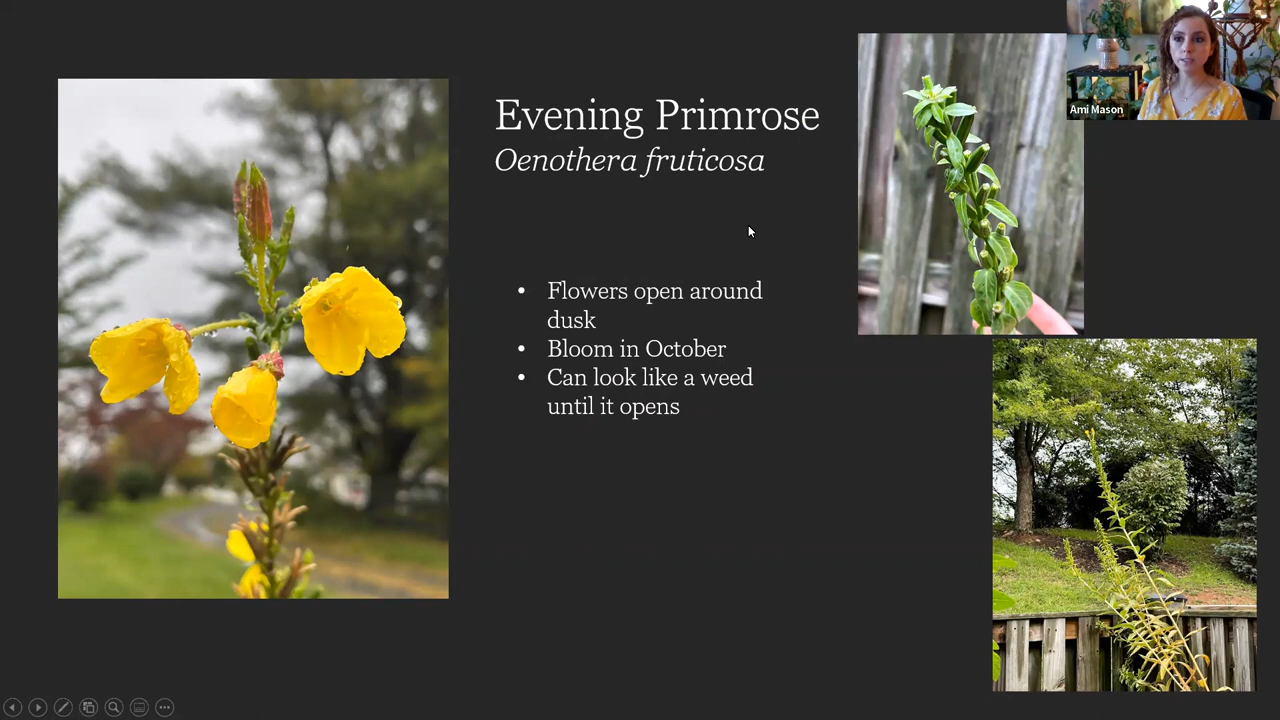 Ami Mason
Evening Primrose
Oenothera fruticosa
• Flowers open around
dusk
• Bloom in October
• Can look like a weed
until it opens